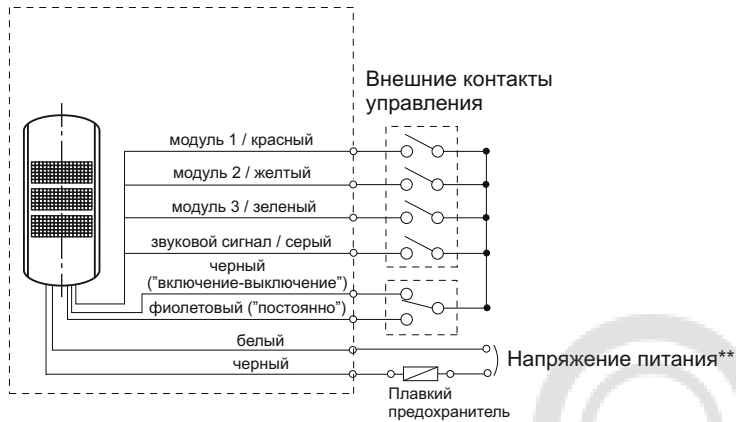 Внешние контакты
управления
модуль 1 / красный
модуль 2 / желтый
модуль 3 / зеленый
звуковой сигнал / серый
черный
("включение-выключение")
фиолетовый ("постоянно")
белый
черный
Напряжение питания**
Плавкий
предохранитель